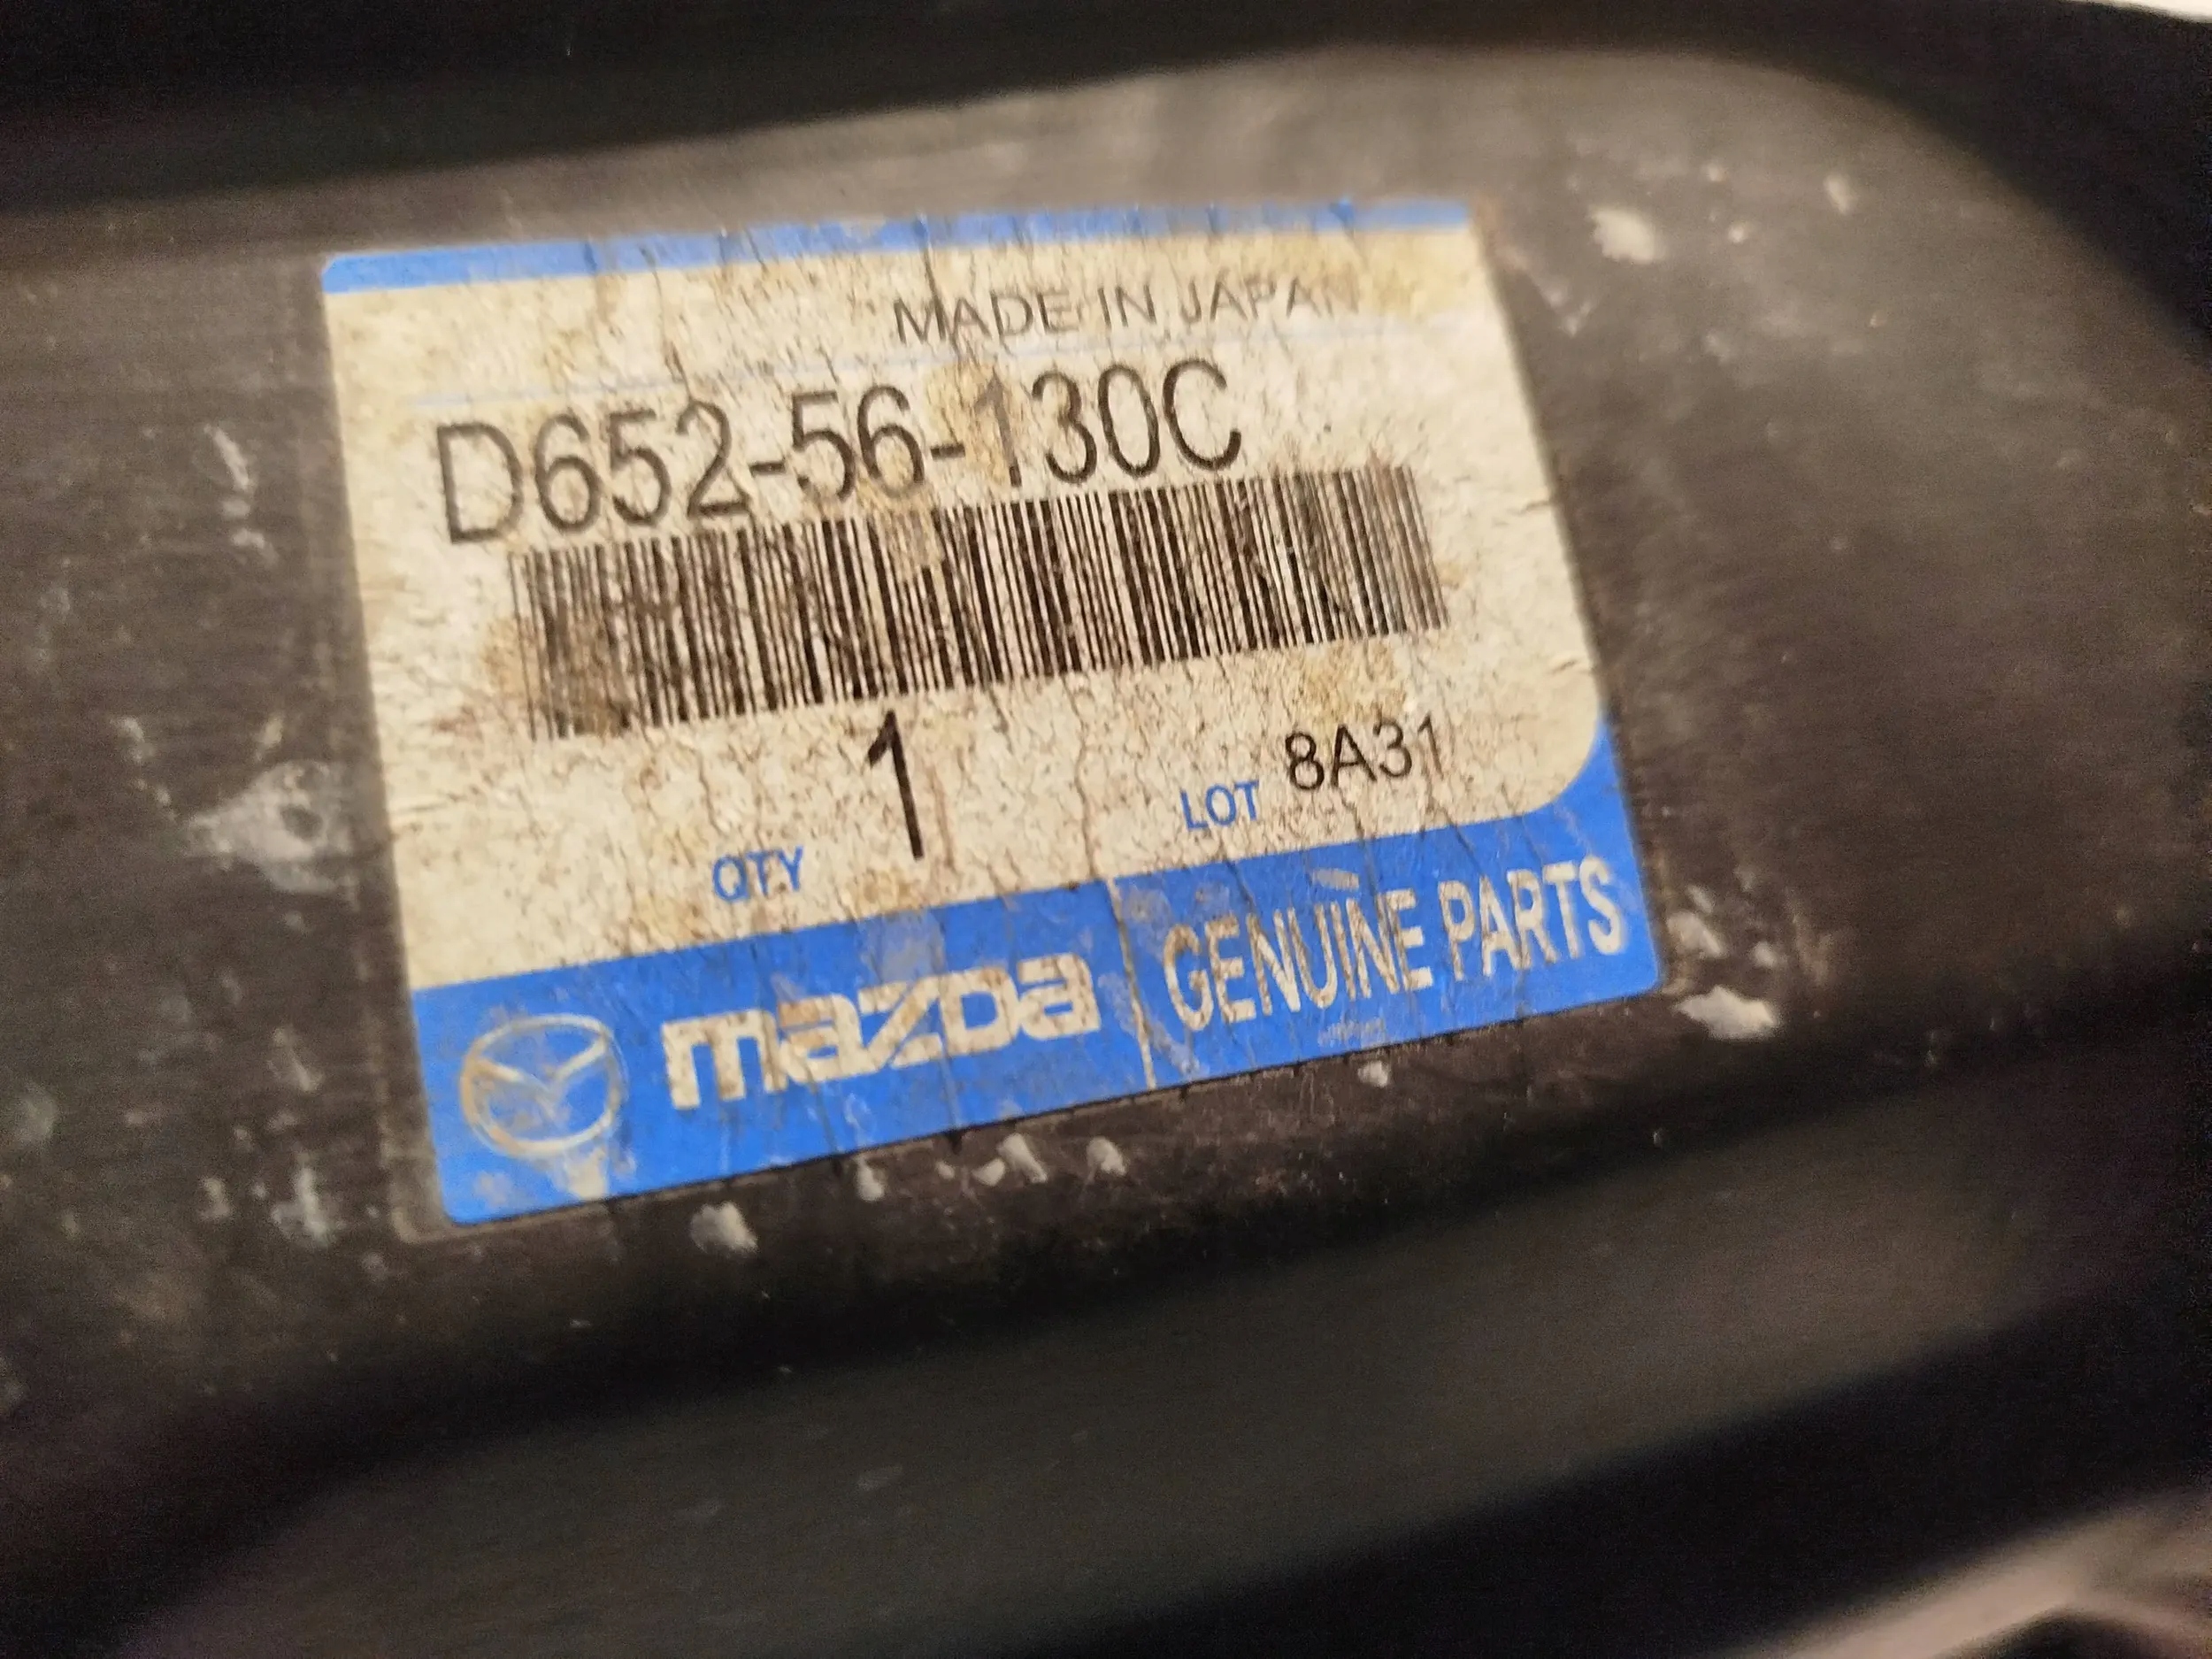 MADE IN JAPAN
D652-56-130C
1
QTY
LOT 8A31
mazda GENUINE PARTS